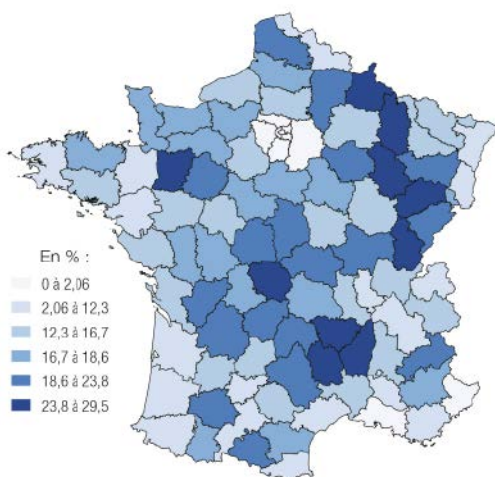 En % :
0 à 2,06
2,06 à 12,3
12,3 à 16,7
16,7 à 18,6
18,6 à 23,8
23,8 à 29,5